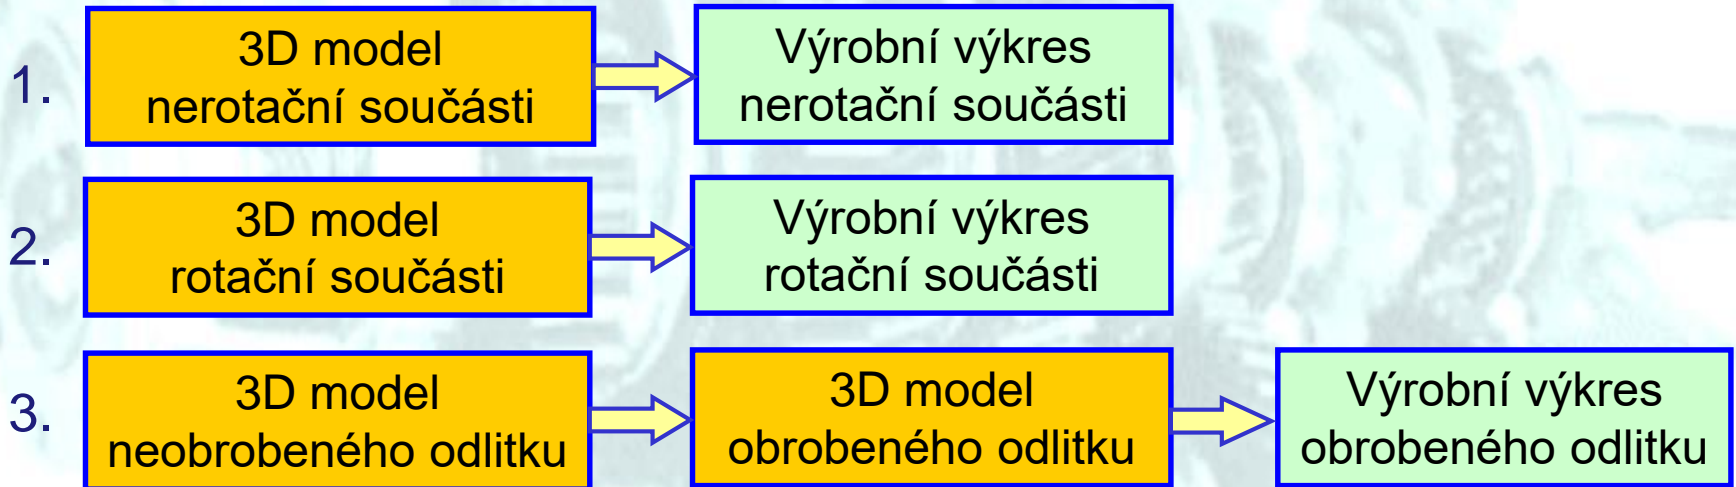 1.
3D model
nerotační součásti
Výrobní výkres
nerotační součásti
2.
3D model
rotační součásti
Výrobní výkres
rotační součásti
3.
3D model
neobrobeného odlitku
3D model
obrobeného odlitku
Výrobní výkres
obrobeného odlitku